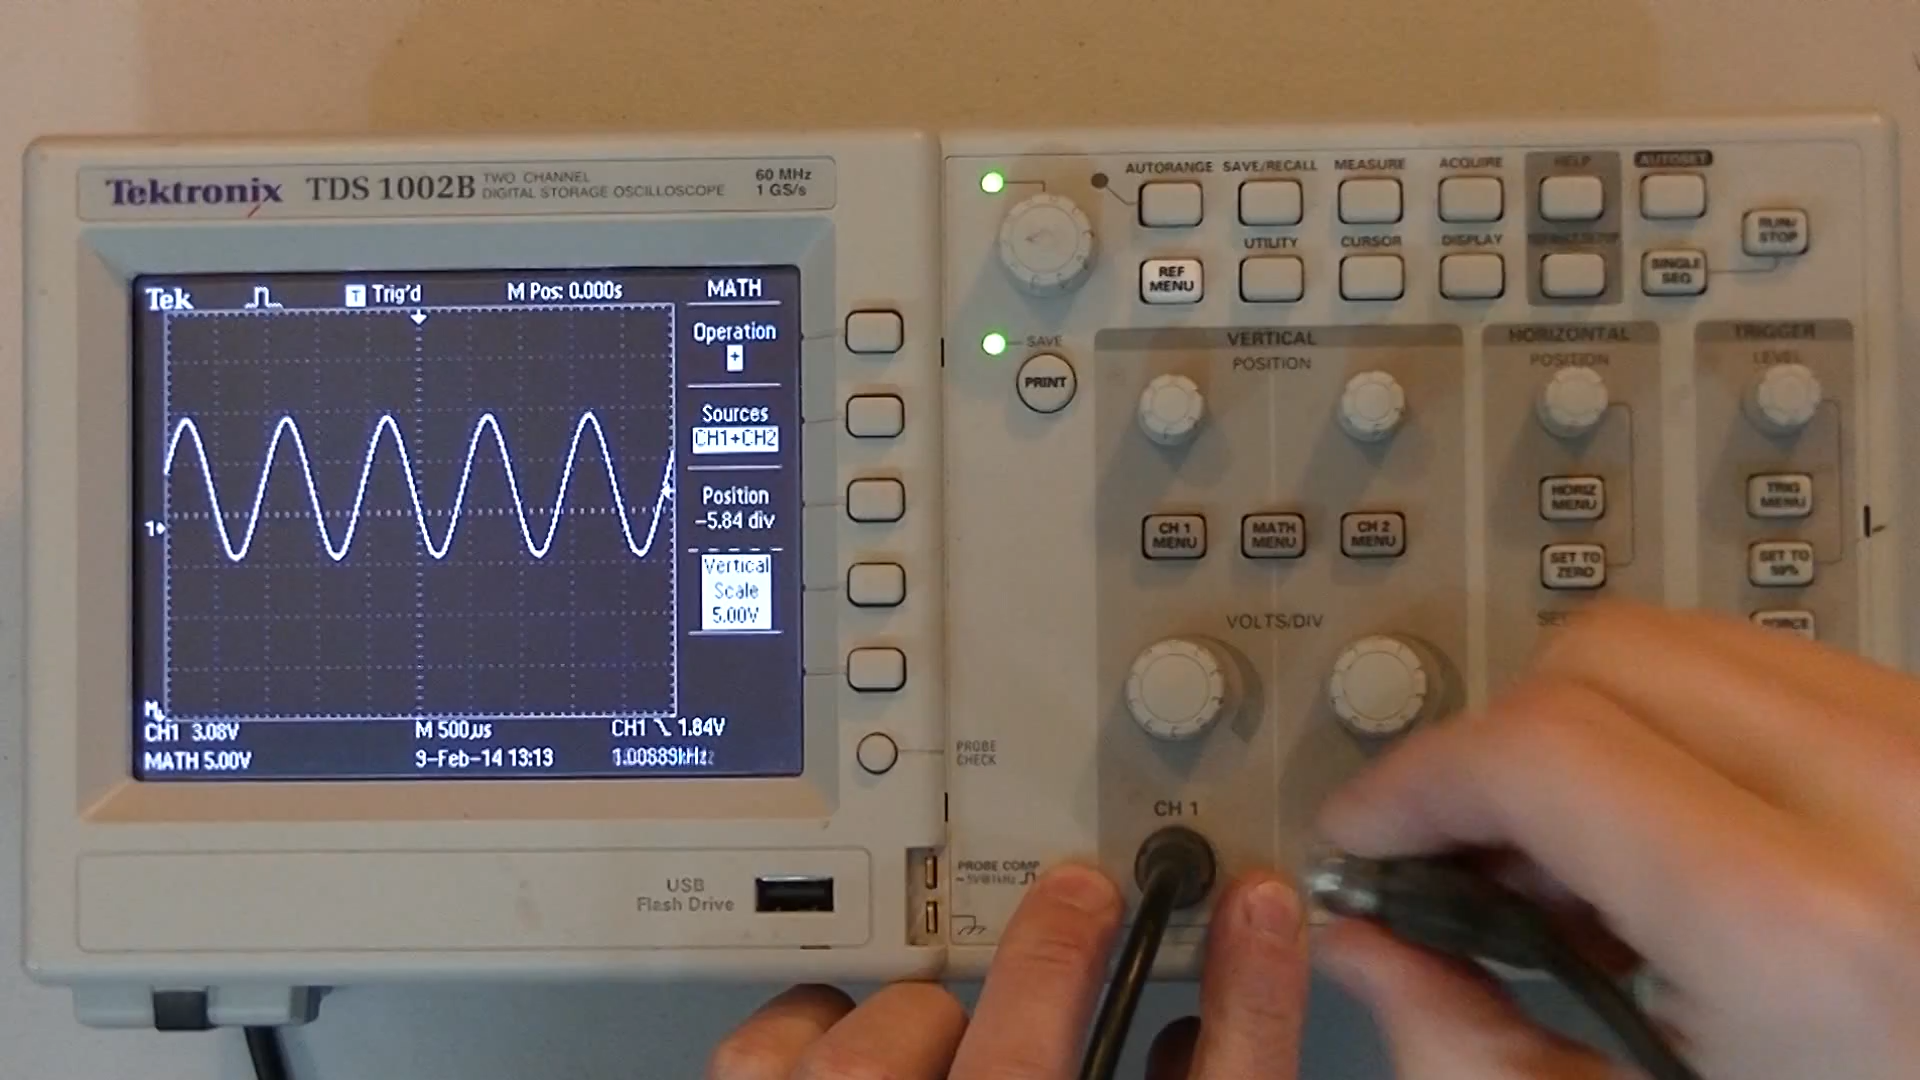 Tektronix TDS 1002B TWO CHANNEL DIGITAL STORAGE OSCILLOSCOPE 60 MHz 1 GS/s
Tek
T Trig'd
M Pos: 0.000s
MATH
Operation
+
Sources
CH1+CH2
Position
-5.84 div
Vertical
Scale
5.00V
1
M
CH1 3.08V
M 500µs
CH1 1.84V
MATH 5.00V
9-Feb-14 13:13
1.00889kHz
USB
Flash Drive
PROBE
CHECK
PROBE COMP
~5V@1kHz
AUTORANGE
SAVE/RECALL
MEASURE
ACQUIRE
HELP
AUTOSET
REF
MENU
UTILITY
CURSOR
DISPLAY
SINGLE
SEQ
RUN/
STOP
SAVE
PRINT
VERTICAL
POSITION
CH 1
MENU
MATH
MENU
CH 2
MENU
VOLTS/DIV
CH 1
HORIZONTAL
POSITION
HORIZ
MENU
SET TO
ZERO
TRIGGER
LEVEL
TRIG
MENU
SET TO
50%
FORCE